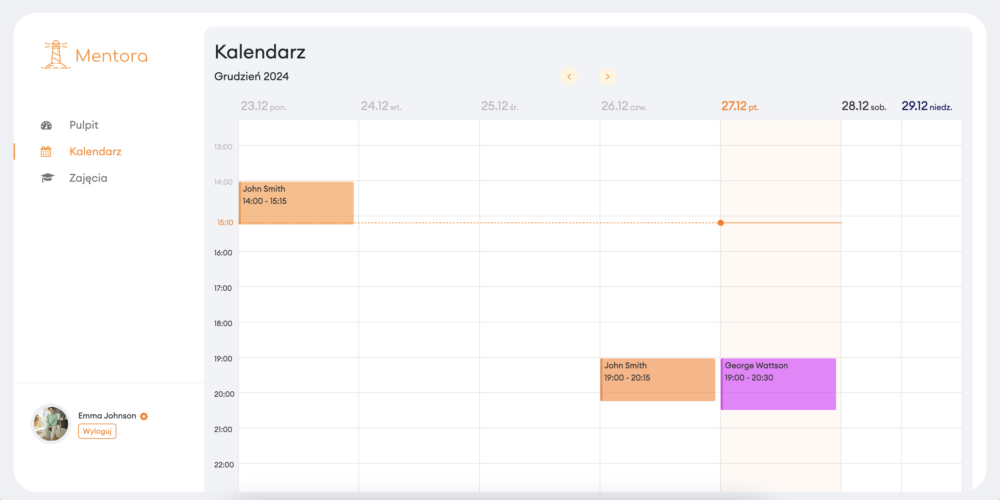 Mentora
Pulpit
Kalendarz
Zajęcia
Emma Johnson
Wyloguj
Kalendarz
Grudzień 2024
23.12 pon. 24.12 wt. 25.12 śr. 26.12 czw. 27.12 pt. 28.12 sob. 29.12 niedz.
13:00
14:00
John Smith
14:00 - 15:15
15:10
16:00
17:00
18:00
19:00
John Smith
19:00 - 20:15
George Wattson
19:00 - 20:30
20:00
21:00
22:00